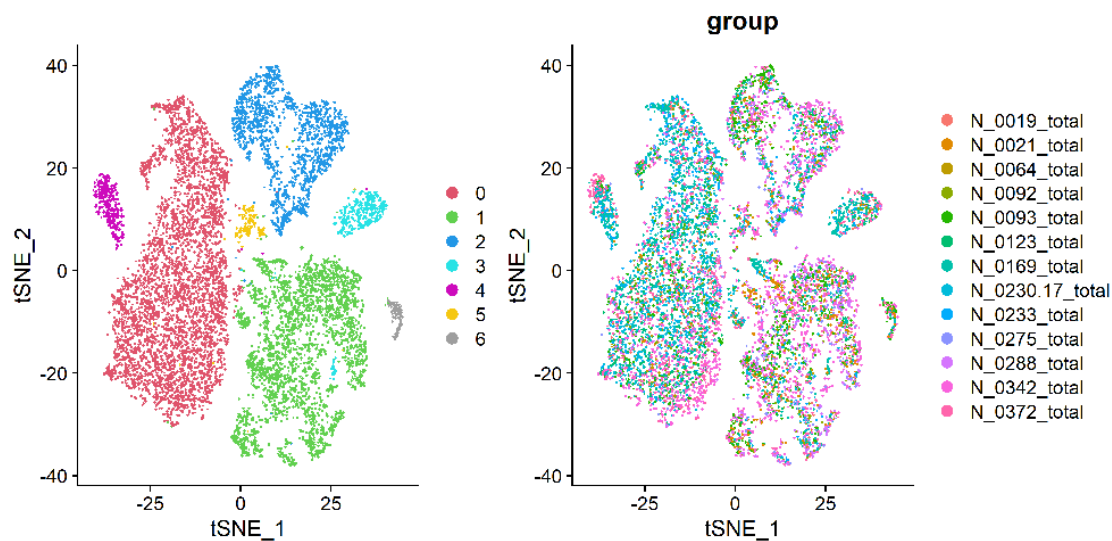 group
40
20
0
-20
-40
tSNE_2
-25
0
25
tSNE_1
0
1
2
3
4
5
6
40
20
0
-20
-40
tSNE_2
-25
0
25
tSNE_1
N_0019_total
N_0021_total
N_0064_total
N_0092_total
N_0093_total
N_0123_total
N_0169_total
N_0230.17_total
N_0233_total
N_0275_total
N_0288_total
N_0342_total
N_0372_total